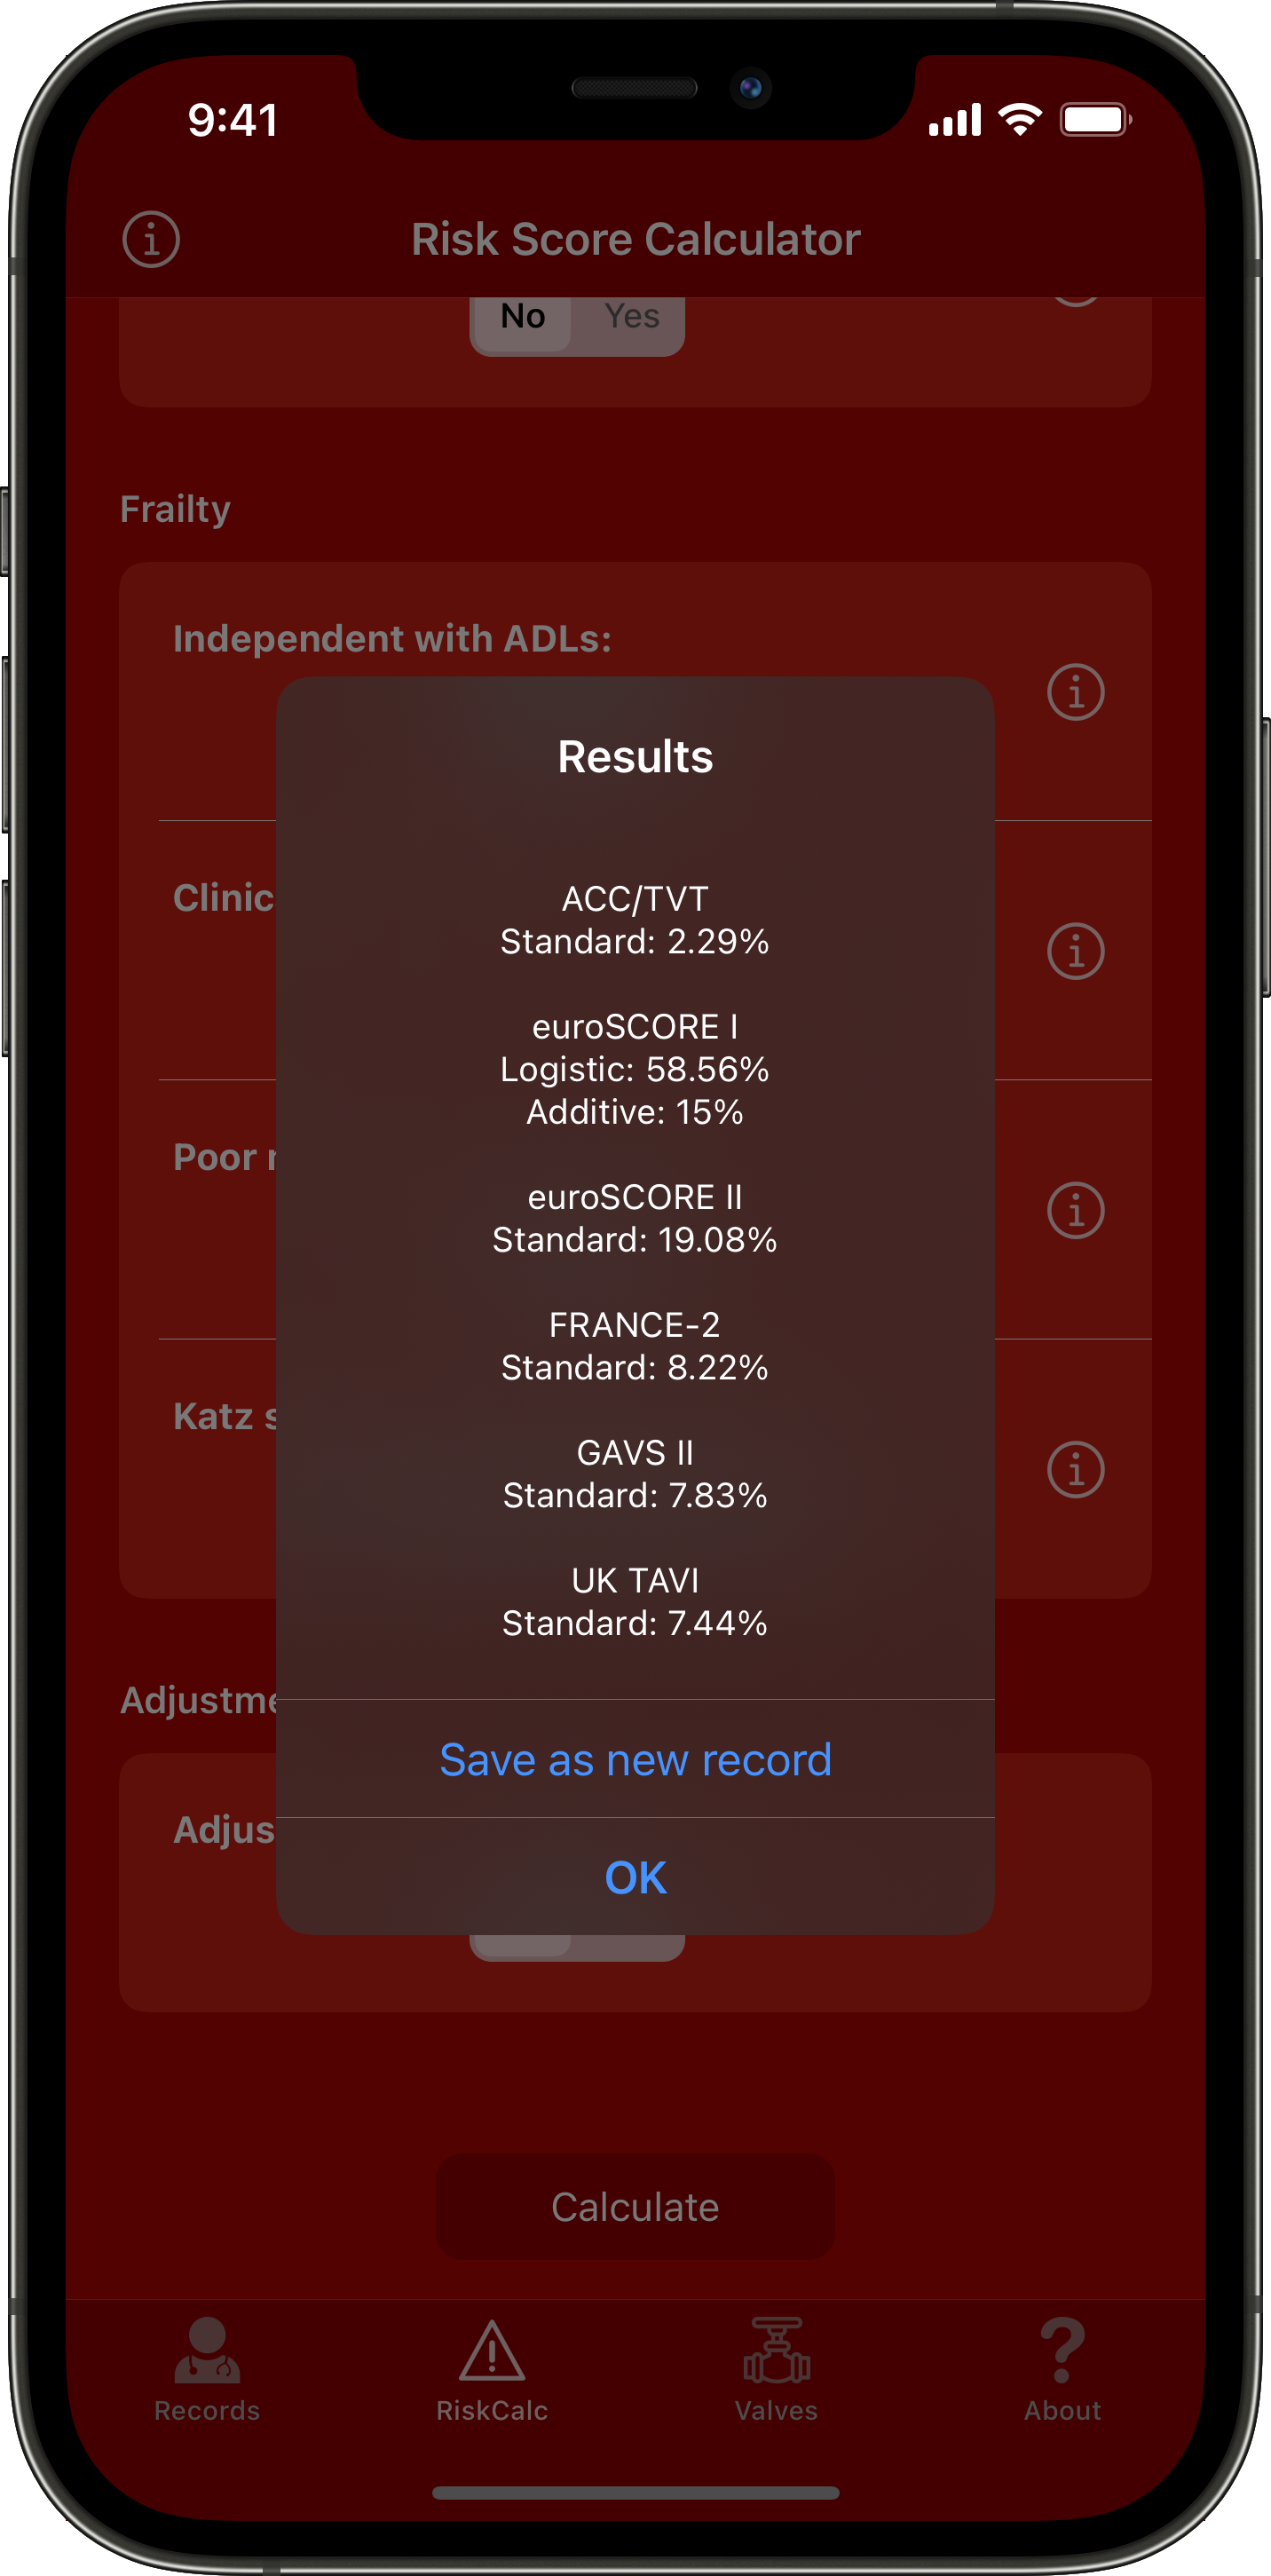 9:41
Risk Score Calculator
No Yes
Frailty
Independent with ADLs:
Results
ACC/TVT
Standard: 2.29%
Clinic
euroSCORE I
Logistic: 58.56%
Additive: 15%
Poor
euroSCORE II
Standard: 19.08%
FRANCE-2
Standard: 8.22%
Katz
GAVS II
Standard: 7.83%
UK TAVI
Standard: 7.44%
Adjustme
Save as new record
Adjus
OK
Calculate
Records RiskCalc Valves About